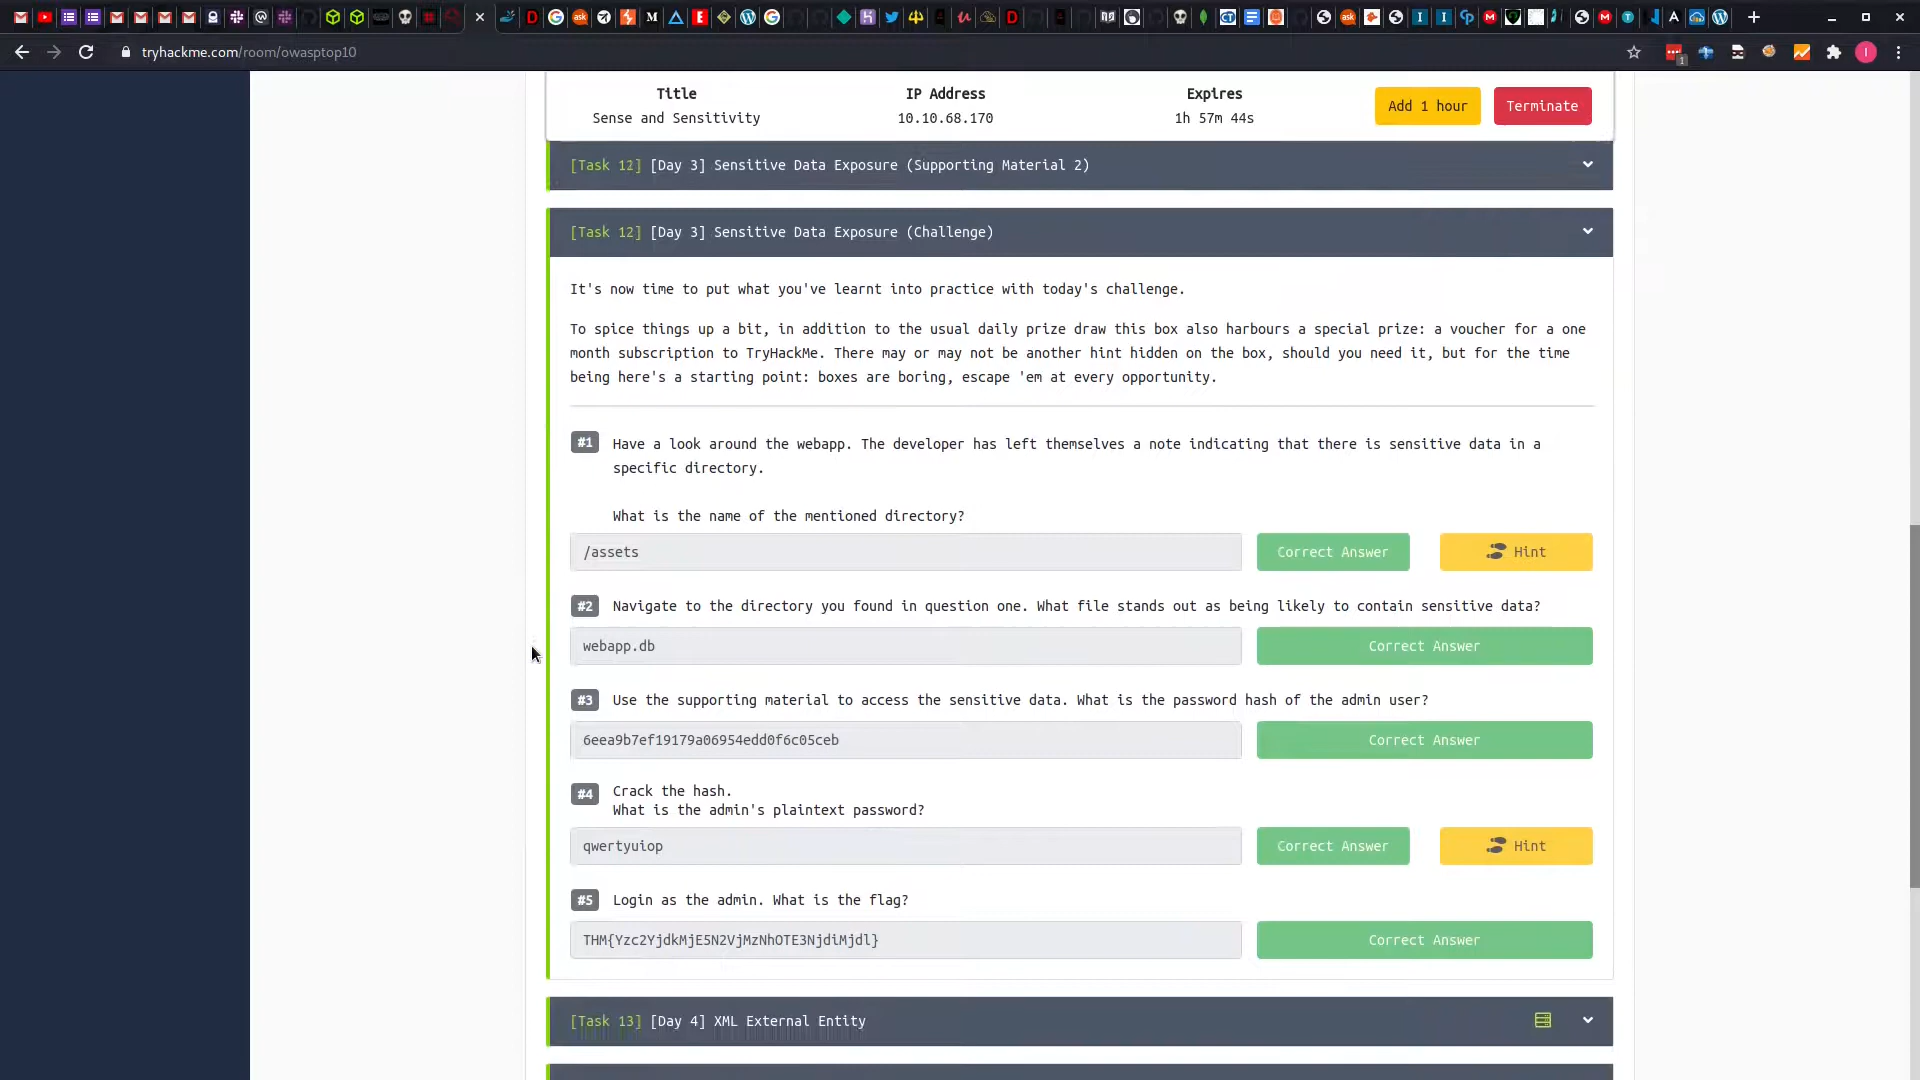 tryhackme.com/room/owasptop10
1
Title
IP Address
Expires
Sense and Sensitivity
10.10.68.170
1h 57m 44s
Add 1 hour
Terminate
[Task 12] [Day 3] Sensitive Data Exposure (Supporting Material 2)
[Task 12] [Day 3] Sensitive Data Exposure (Challenge)
It's now time to put what you've learnt into practice with today's challenge.
To spice things up a bit, in addition to the usual daily prize draw this box also harbours a special prize: a voucher for a one
month subscription to TryHackMe. There may or may not be another hint hidden on the box, should you need it, but for the time
being here's a starting point: boxes are boring, escape 'em at every opportunity.
#1 Have a look around the webapp. The developer has left themselves a note indicating that there is sensitive data in a
specific directory.
What is the name of the mentioned directory?
/assets
Correct Answer
Hint
#2 Navigate to the directory you found in question one. What file stands out as being likely to contain sensitive data?
webapp.db
Correct Answer
#3 Use the supporting material to access the sensitive data. What is the password hash of the admin user?
6eea9b7ef19179a06954edd0f6c05ceb
Correct Answer
#4 Crack the hash.
What is the admin's plaintext password?
qwertyuiop
Correct Answer
Hint
#5 Login as the admin. What is the flag?
THM{Yzc2YjdkMjE5N2VjMzNhOTE3NjdiMjdl}
Correct Answer
[Task 13] [Day 4] XML External Entity